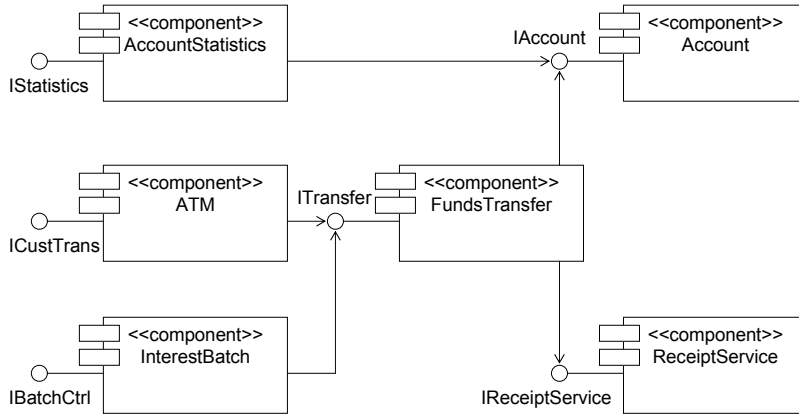 <<component>>
AccountStatistics
IStatistics
IAccount
<<component>>
Account
<<component>>
ATM
ICustTrans
ITransfer
<<component>>
FundsTransfer
<<component>>
InterestBatch
IBatchCtrl
<<component>>
ReceiptService
IReceiptService